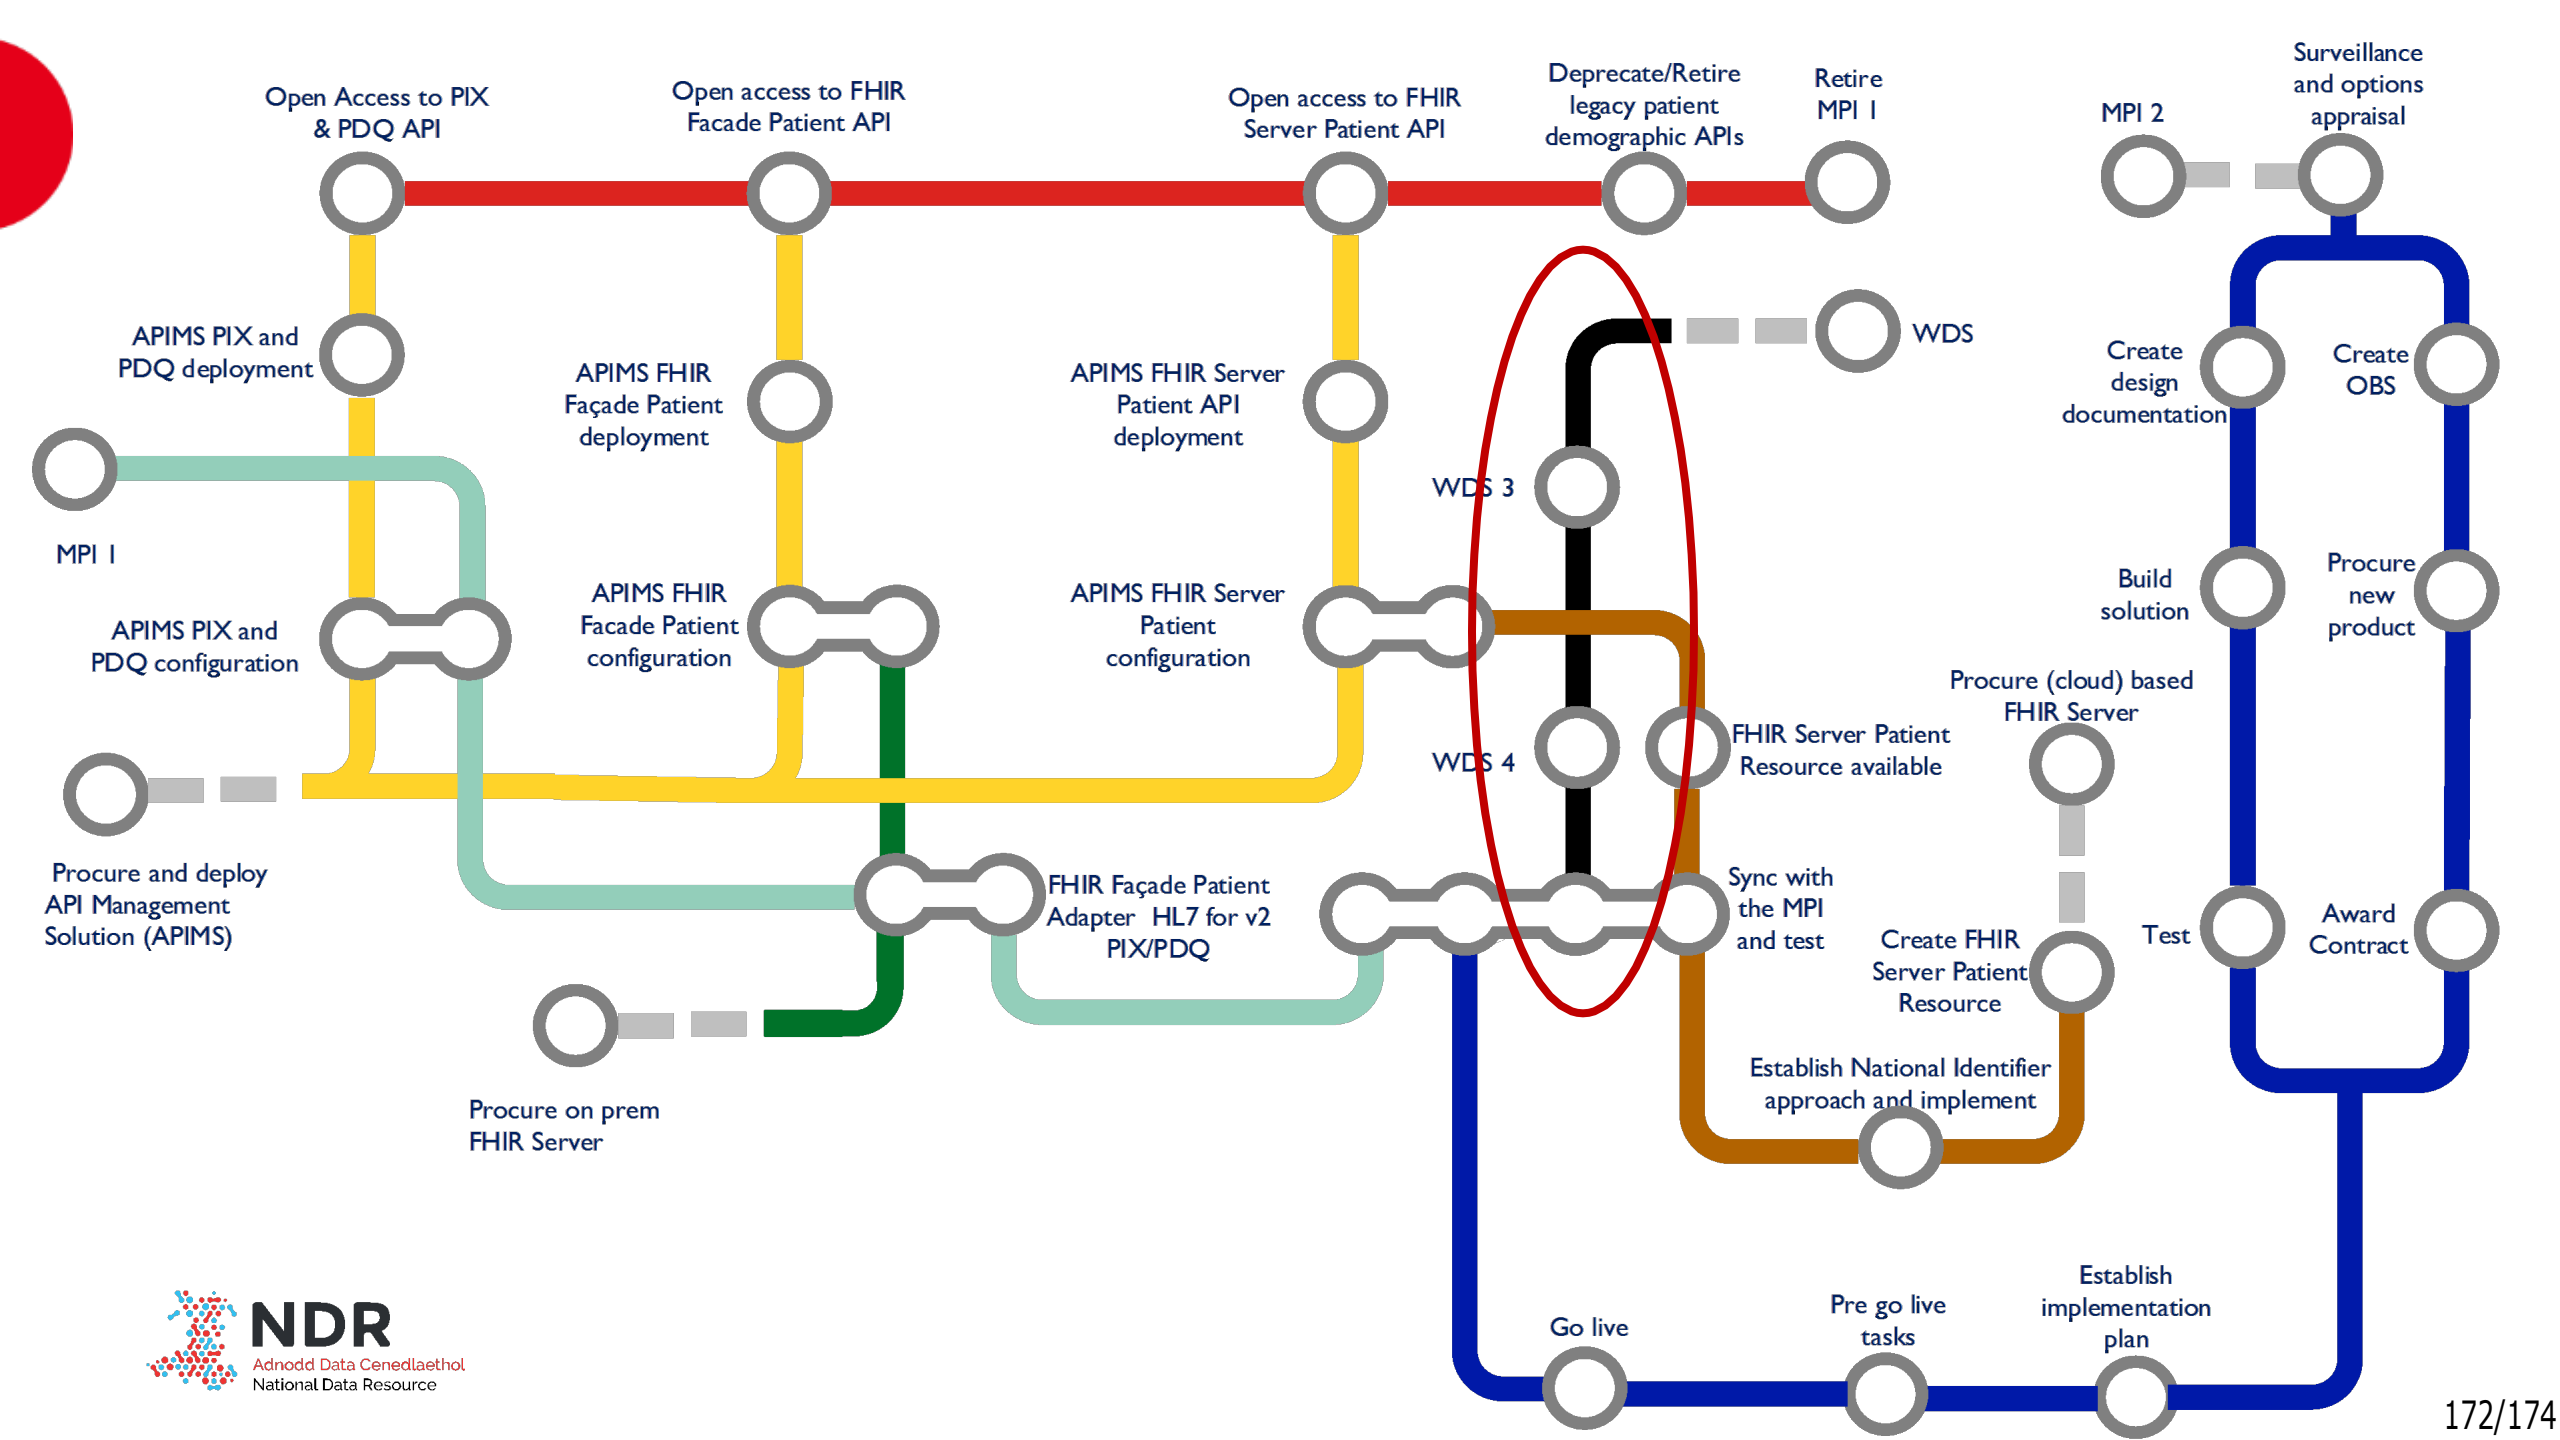 Open Access to PIX
& PDQ API
Open access to FHIR
Facade Patient API
Open access to FHIR
Server Patient API
Deprecate/Retire
legacy patient
demographic APIs
Retire
MPI 1
MPI 2
Surveillance
and options
appraisal
APIMS PIX and
PDQ deployment
APIMS FHIR
Façade Patient
deployment
APIMS FHIR Server
Patient API
deployment
WDS
Create
design
documentation
Create
OBS
WDS 3
MPI 1
APIMS PIX and
PDQ configuration
APIMS FHIR
Facade Patient
configuration
APIMS FHIR Server
Patient
configuration
Build
solution
Procure
new
product
Procure (cloud) based
FHIR Server
WDS 4
FHIR Server Patient
Resource available
Procure and deploy
API Management
Solution (APIMS)
FHIR Façade Patient
Adapter HL7 for v2
PIX/PDQ
Sync with
the MPI
and test
Create FHIR
Server Patient
Resource
Test
Award
Contract
Procure on prem
FHIR Server
Establish National Identifier
approach and implement
Go live
Pre go live
tasks
Establish
implementation
plan
NDR
Adnodd Data Cenedlaethol
National Data Resource
172/174